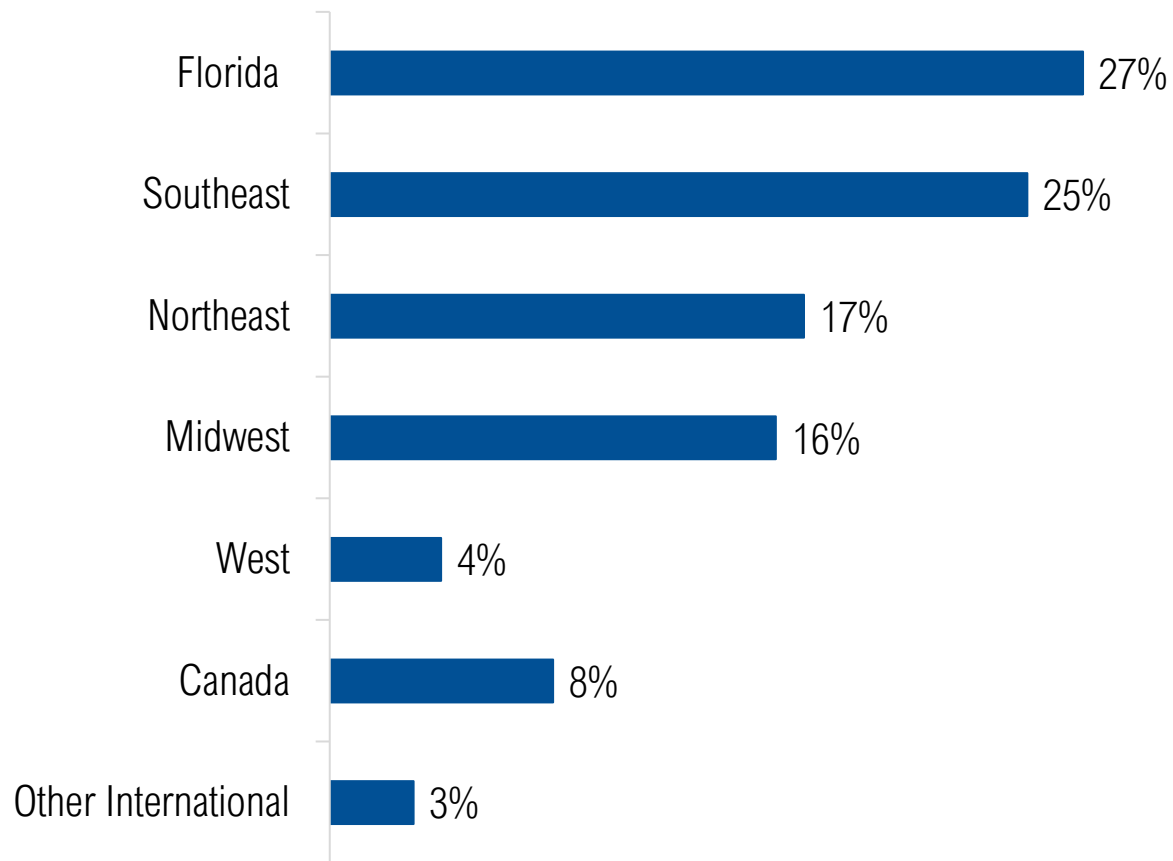 Florida 27%
Southeast 25%
Northeast 17%
Midwest 16%
West 4%
Canada 8%
Other International 3%